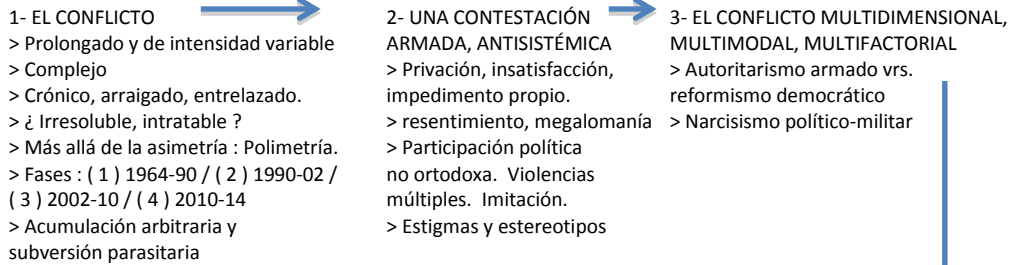 1- EL CONFLICTO
> Prolongado y de intensidad variable
> Complejo
> Crónico, arraigado, entrelazado.
> ¿ Irresoluble, intratable ?
> Más allá de la asimetría : Polimetría.
> Fases : ( 1 ) 1964-90 / ( 2 ) 1990-02 /
( 3 ) 2002-10 / ( 4 ) 2010-14
> Acumulación arbitraria y
subversión parasitaria
2- UNA CONTESTACIÓN
ARMADA, ANTISISTÉMICA
> Privación, insatisfacción,
impedimento propio.
> resentimiento, megalomanía
> Participación política
no ortodoxa. Violencias
múltiples. Imitación.
> Estigmas y estereotipos
3- EL CONFLICTO MULTIDIMENSIONAL,
MULTIMODAL, MULTIFACTORIAL
> Autoritarismo armado vrs.
reformismo democrático
> Narcisismo político-militar